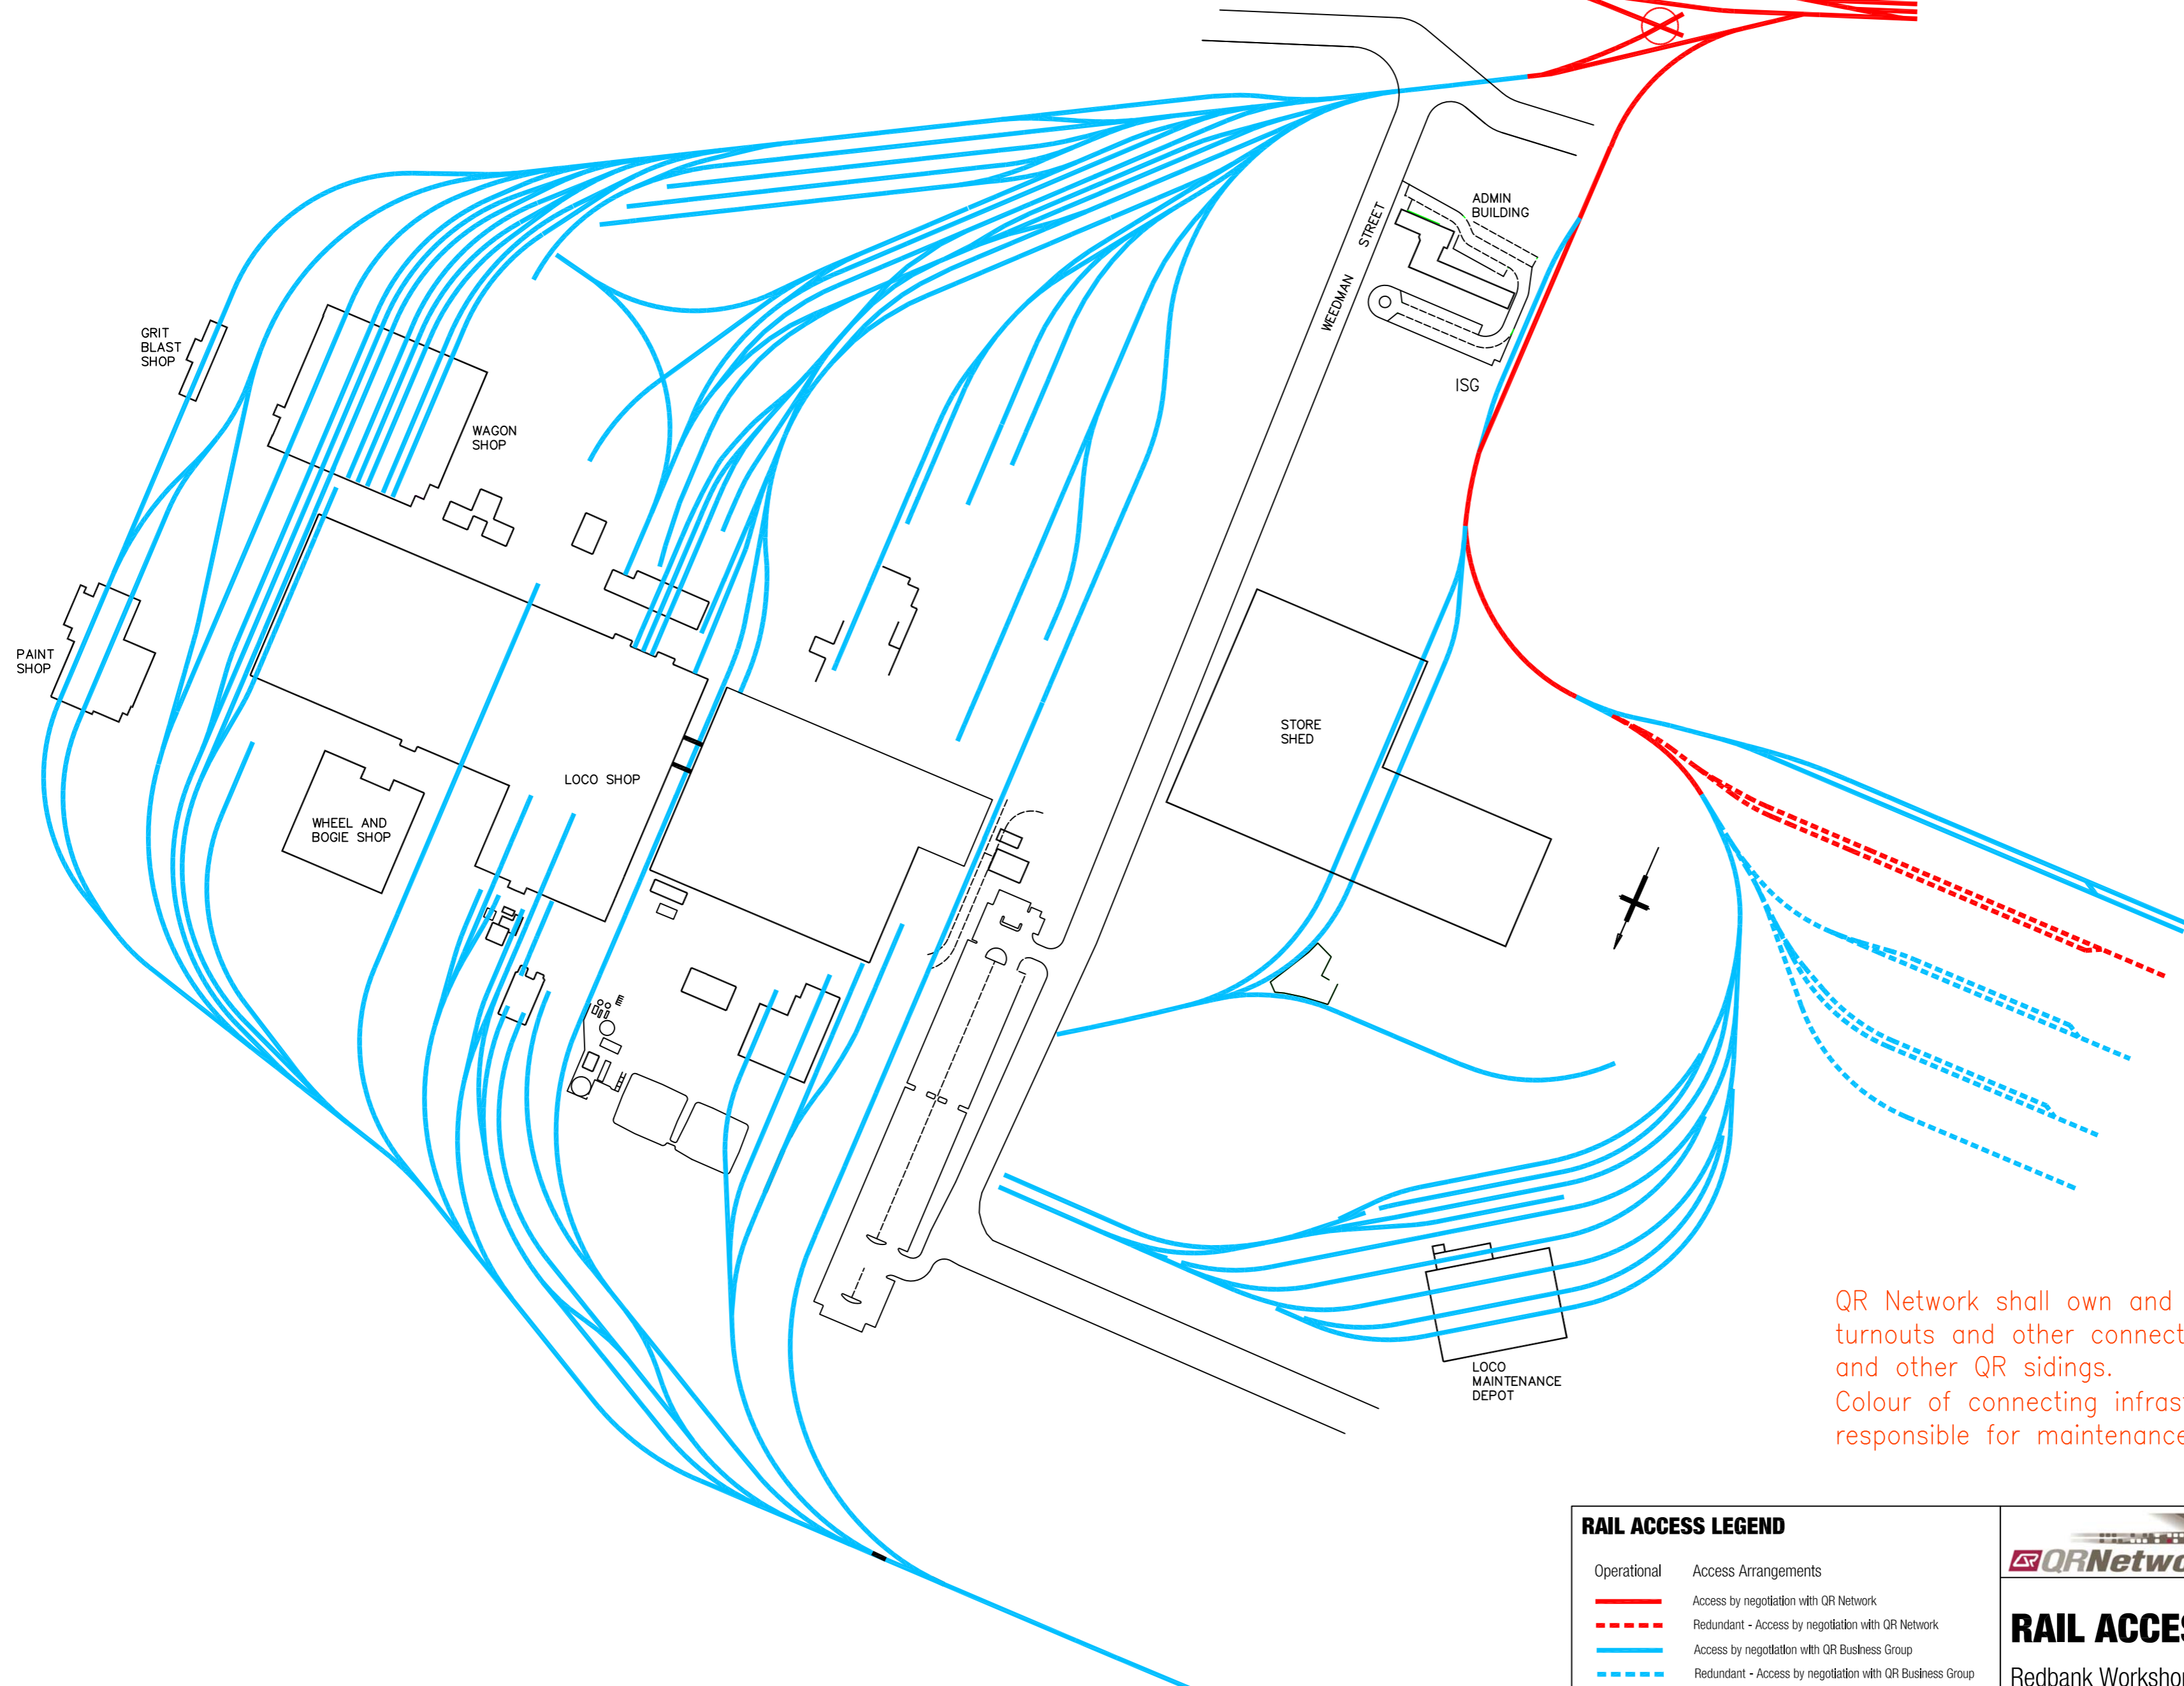 ADMIN
BUILDING
WEEDMAN STREET
GRIT
BLAST
SHOP
ISG
WAGON
SHOP
PAINT
SHOP
STORE
SHED
LOCO SHOP
WHEEL AND
BOGIE SHOP
LOCO
MAINTENANCE
DEPOT
QR Network shall own and
turnouts and other connect
and other QR sidings.
Colour of connecting infrast
responsible for maintenance
RAIL ACCESS LEGEND
Operational Access Arrangements
Access by negotiation with QR Network
Redundant - Access by negotiation with QR Network
Access by negotiation with QR Business Group
Redundant - Access by negotiation with QR Business Group
QRNetwo
RAIL ACCES
Redbank Workshop